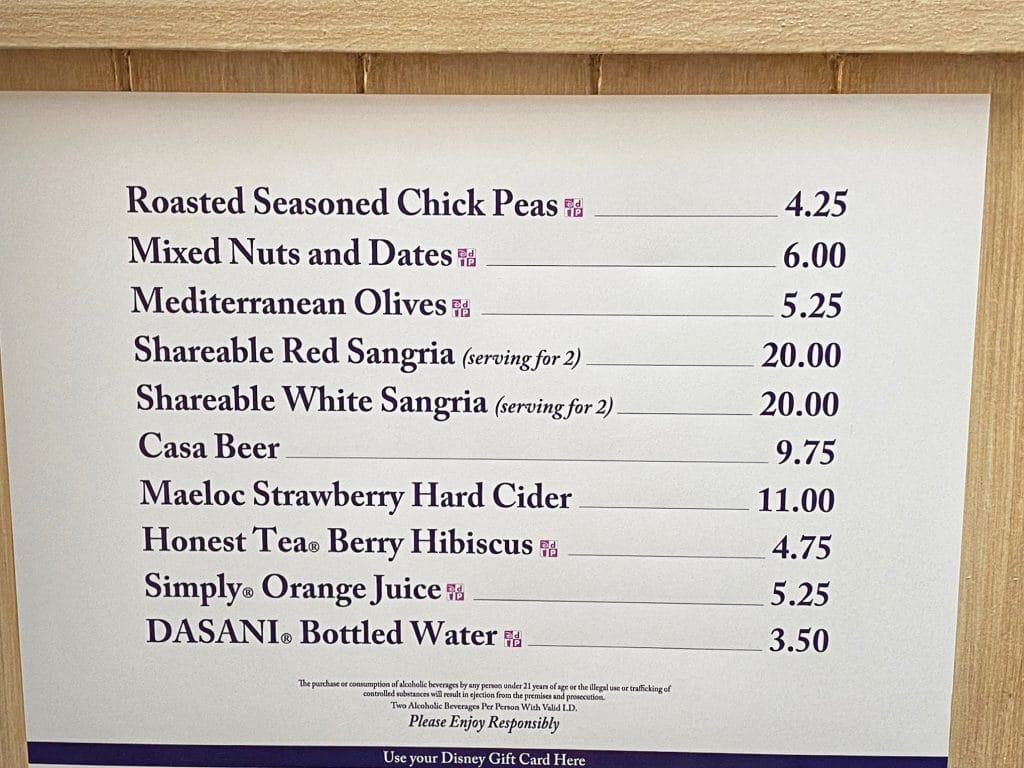 Roasted Seasoned Chick Peas 4.25
Mixed Nuts and Dates 6.00
Mediterranean Olives 5.25
Shareable Red Sangria (serving for 2) 20.00
Shareable White Sangria (serving for 2) 20.00
Casa Beer 9.75
Maeloc Strawberry Hard Cider 11.00
Honest Tea® Berry Hibiscus 4.75
Simply® Orange Juice 5.25
DASANI® Bottled Water 3.50
The purchase or consumption of alcoholic beverages by any person under 21 years of age or the illegal use or trafficking of
controlled substances will result in ejection from the premises and prosecution.
Two Alcoholic Beverages Per Person With Valid I.D.
Please Enjoy Responsibly
Use your Disney Gift Card Here